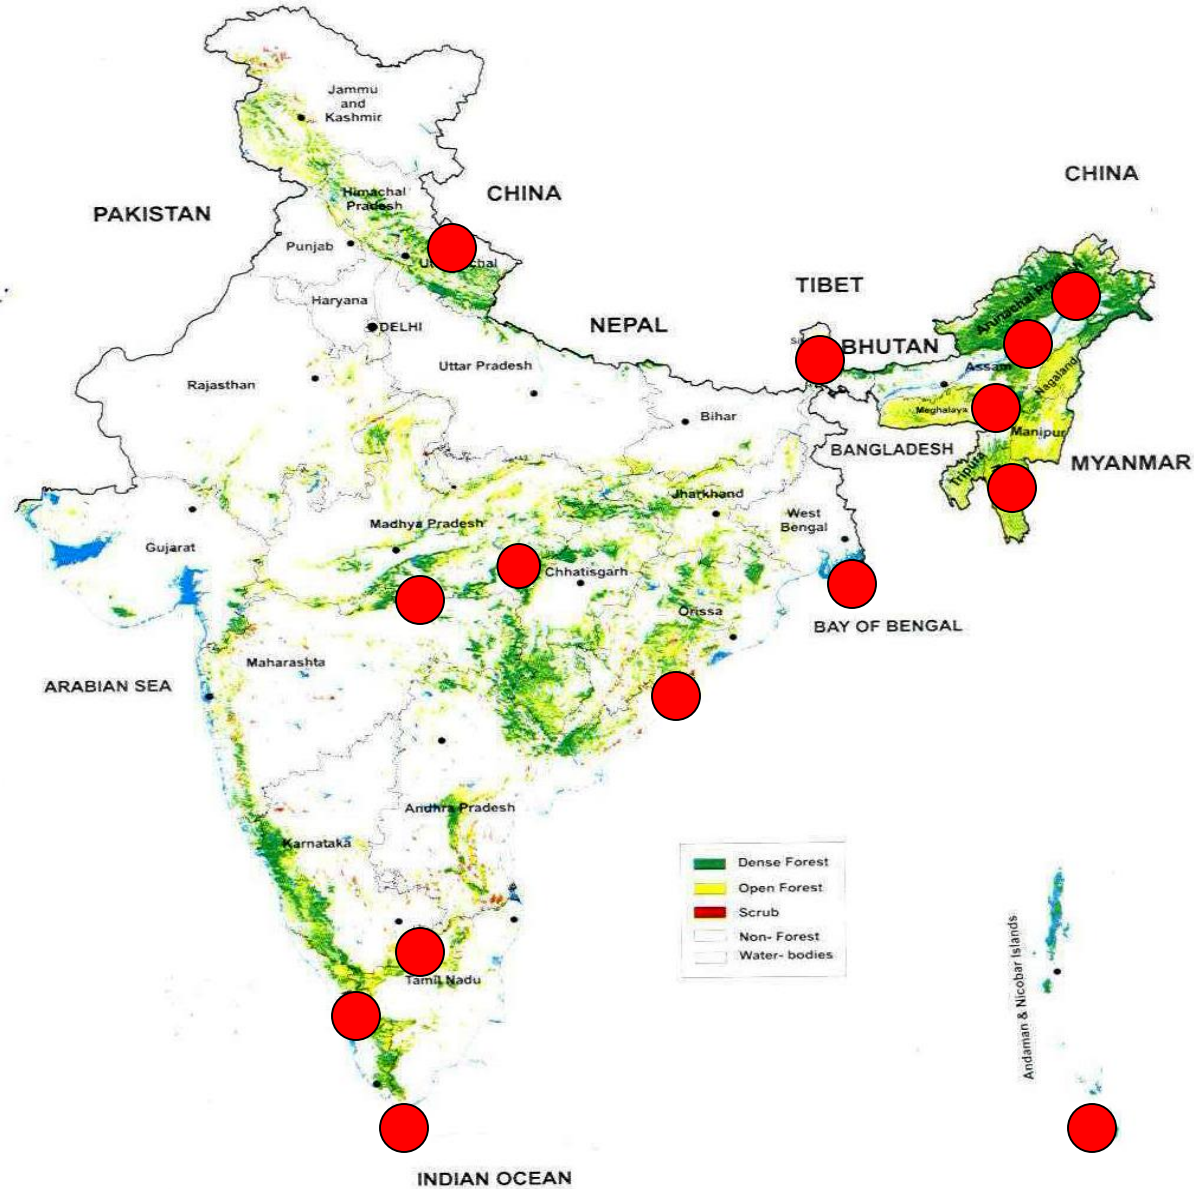 Jammu
and
Kashmir
CHINA
CHINA
PAKISTAN
Himachal
Pradesh
Punjab
TIBET
Haryana
DELHI
NEPAL
BHUTAN
Arunachal Pradesh
Uttar Pradesh
Rajasthan
Assam
Nagaland
Meghalaya
Bihar
Manipur
BANGLADESH
Tripura
MYANMAR
Jharkhand
West
Bengal
Madhya Pradesh
Gujarat
Chhatisgarh
Orissa
BAY OF BENGAL
Maharashta
ARABIAN SEA
Andhra Pradesh
Karnataka
Dense Forest
Open Forest
Scrub
Non- Forest
Water- bodies
Tamil Nadu
Andaman & Nicobar Islands
INDIAN OCEAN